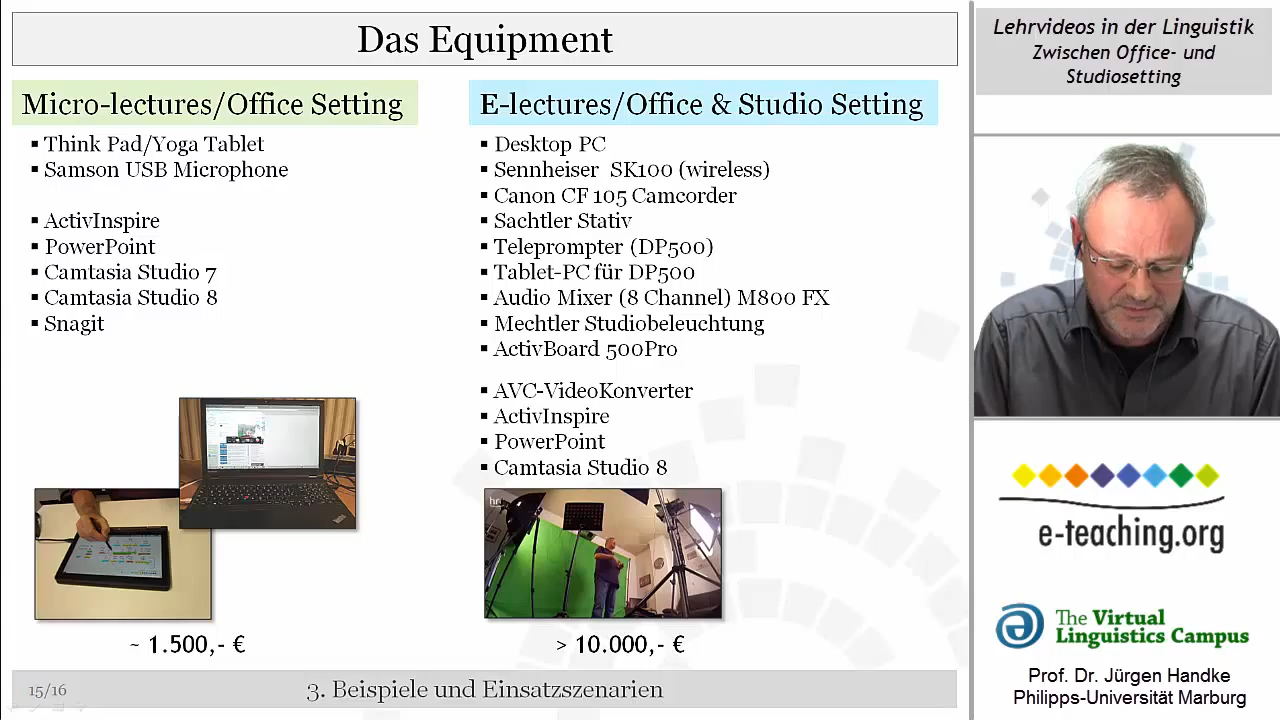 Das Equipment
Micro-lectures/Office Setting
▪ Think Pad/Yoga Tablet
▪ Samson USB Microphone
▪ ActivInspire
▪ PowerPoint
▪ Camtasia Studio 7
▪ Camtasia Studio 8
▪ Snagit
~ 1.500,- €
E-lectures/Office & Studio Setting
▪ Desktop PC
▪ Sennheiser SK100 (wireless)
▪ Canon CF 105 Camcorder
▪ Sachtler Stativ
▪ Teleprompter (DP500)
▪ Tablet-PC für DP500
▪ Audio Mixer (8 Channel) M800 FX
▪ Mechtler Studiobeleuchtung
▪ ActivBoard 500Pro
▪ AVC-VideoKonverter
▪ ActivInspire
▪ PowerPoint
▪ Camtasia Studio 8
hr
> 10.000,- €
15/16
3. Beispiele und Einsatzszenarien
Lehrvideos in der Linguistik
Zwischen Office- und
Studiosetting
e-teaching.org
The Virtual
Linguistics Campus
Prof. Dr. Jürgen Handke
Philipps-Universität Marburg